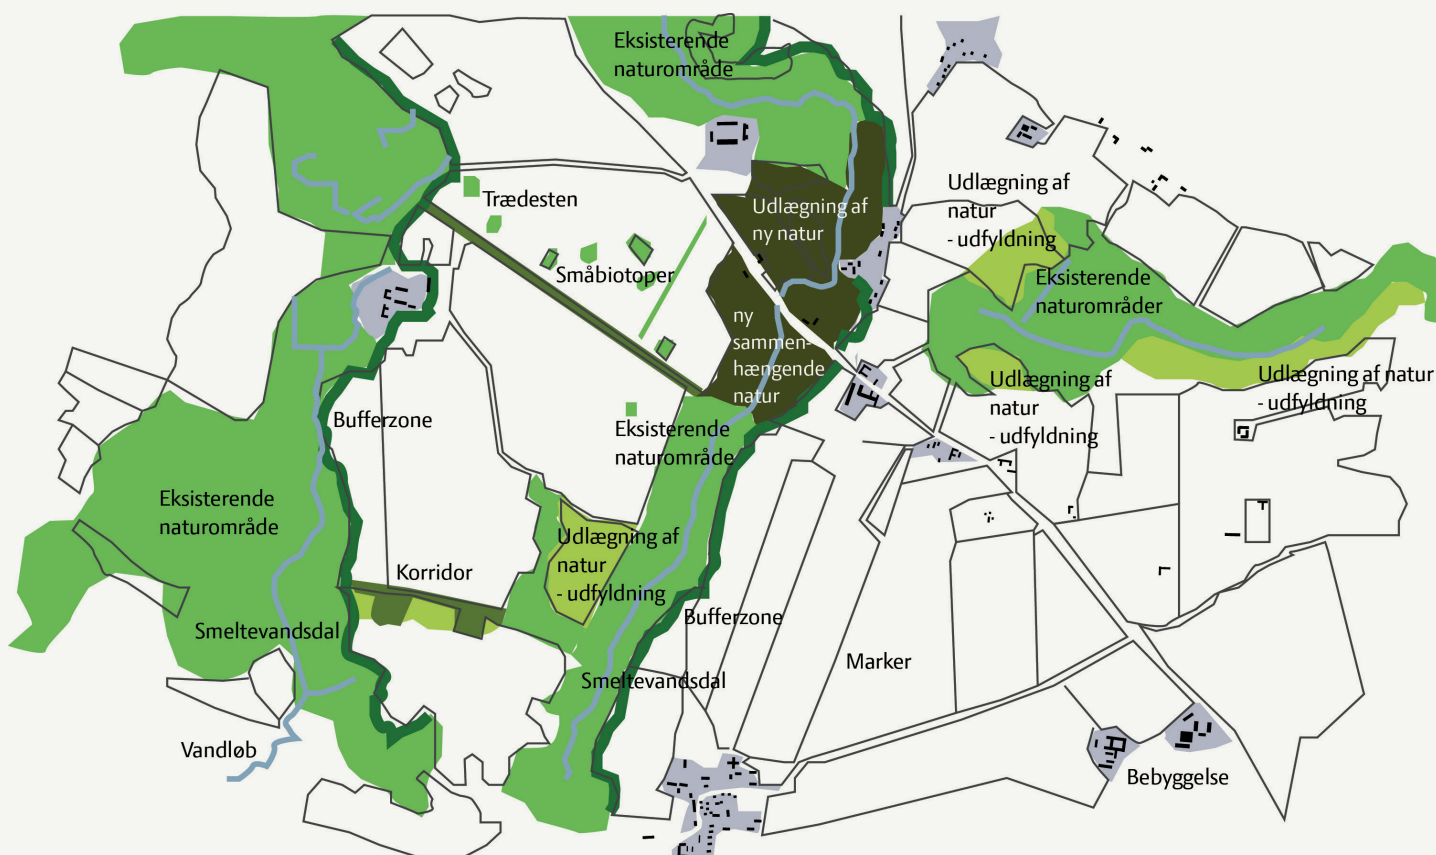 Eksisterende
naturområde
Trædesten
Småbiotoper
Udlægning af
ny natur
ny
sammen-
hængende
natur
Udlægning af
natur
- udfyldning
Eksisterende
naturområder
Udlægning af
natur
- udfyldning
Udlægning af natur
- udfyldning
Bufferzone
Eksisterende
naturområde
Eksisterende
naturområde
Udlægning af
natur
- udfyldning
Korridor
Smeltevandsdal
Bufferzone
Marker
Smeltevandsdal
Vandløb
Bebyggelse